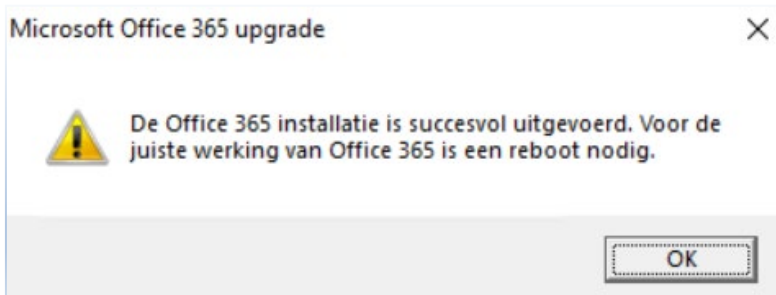 Microsoft Office 365 upgrade
De Office 365 installatie is succesvol uitgevoerd. Voor de
juiste werking van Office 365 is een reboot nodig.
OK